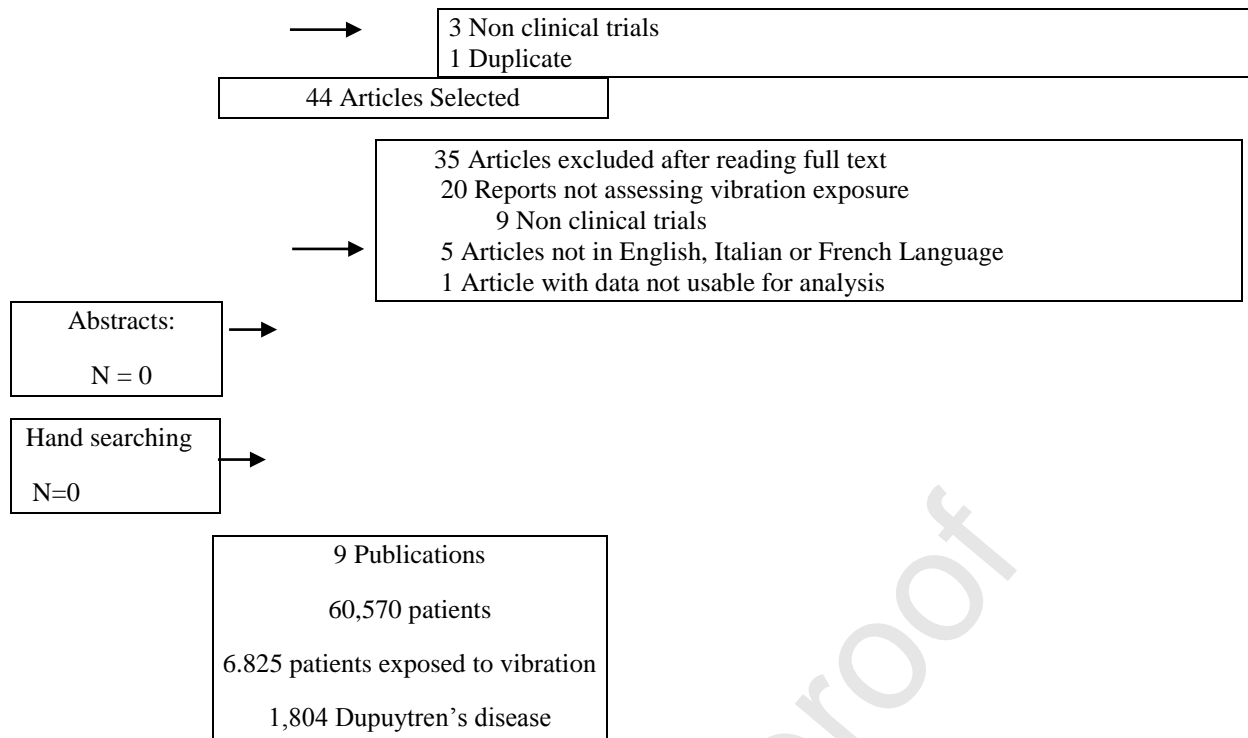 3 Non clinical trials
1 Duplicate
44 Articles Selected
35 Articles excluded after reading full text
20 Reports not assessing vibration exposure
9 Non clinical trials
5 Articles not in English, Italian or French Language
1 Article with data not usable for analysis
Abstracts:
N = 0
Hand searching
N=0
9 Publications
60,570 patients
6.825 patients exposed to vibration
1,804 Dupuytren's disease
roof